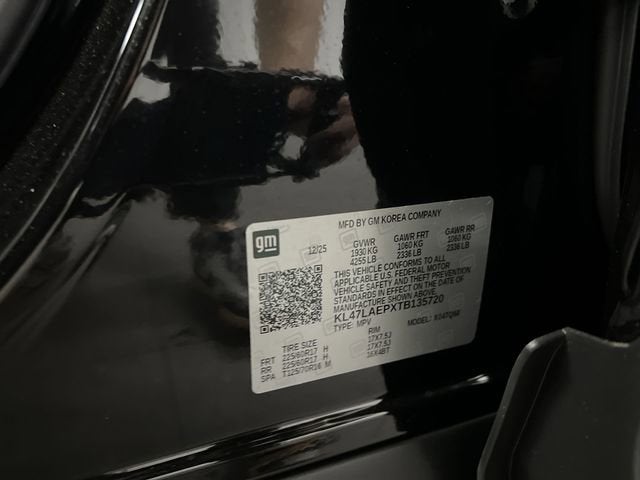 MFD BY GM KOREA COMPANY
gm
12/25
GVWR GAWR FRT GAWR RR
1930 KG 1060 KG 1060 KG
4255 LB 2336 LB 2336 LB
THIS VEHICLE CONFORMS TO ALL
APPLICABLE U.S. FEDERAL MOTOR
VEHICLE SAFETY AND THEFT PREVENTION
STANDARDS IN EFFECT ON THE DATE OF
MANUFACTURE SHOWN ABOVE.
KL47LAEPXTB135720
TYPE: MPV MODEL:
TIRE SIZE RIM
FRT 225/60R17 H 17X7.5J
RR 225/60R17 H 17X7.5J
SPA T125/70R16 M 16X4BT